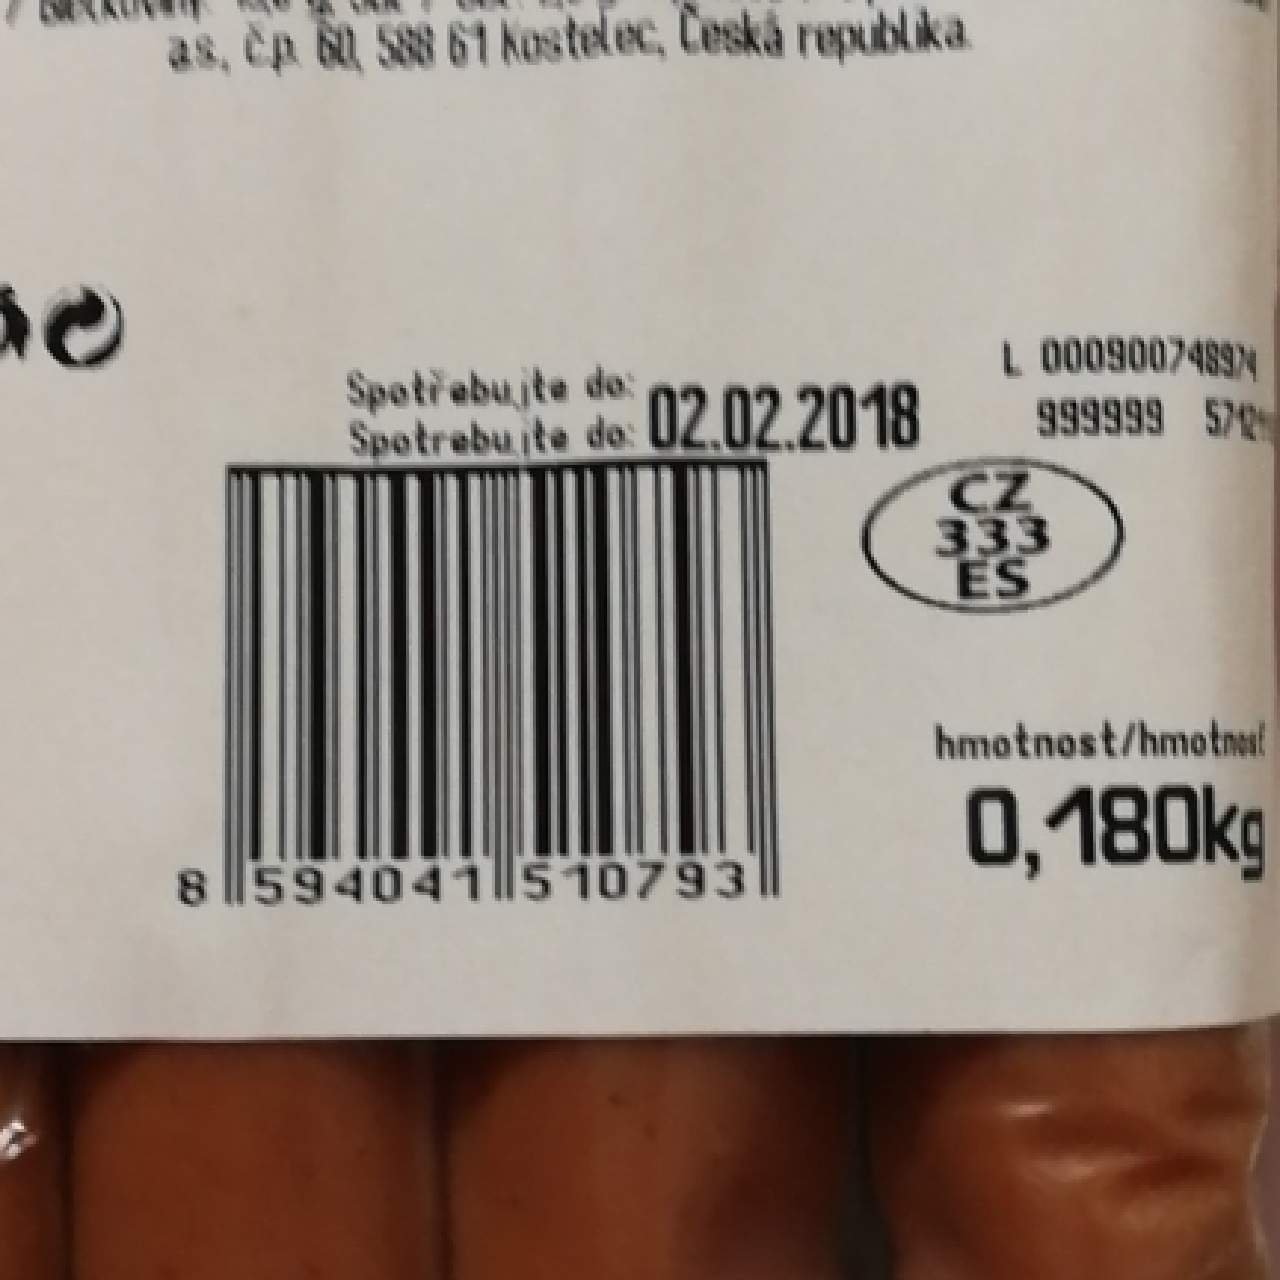 a.s., č.p. 60, 588 61 Kostelec, Česká republika.
L 00090074897
Spotřebujte do:
Spotrebujte do: 02.02.2018
999999
CZ
333
ES
hmotnost/hmotnosť
0,180kg
8 594041 510793